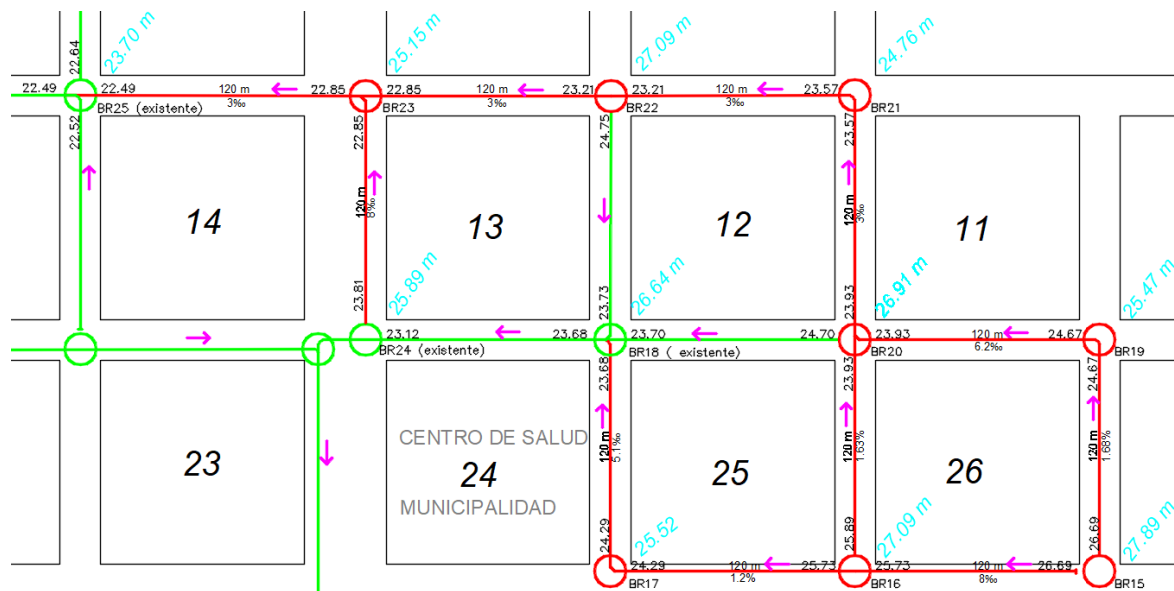 22.64
23.70 m
25.15 m
27.09 m
24.76 m
22.49
22.49
120 m
3‰
22.85
22.85
120 m
3‰
23.21
23.21
120 m
3‰
23.57
BR25 (existente)
BR23
BR22
BR21
22.52
22.85
24.75
23.57
14
120 m
8‰
13
12
120 m
3‰
11
23.81
25.89 m
23.73
26.64 m
23.93
26.91 m
25.47 m
23.12
23.68
23.70
24.70
23.93
120 m
6.2‰
24.67
BR24 (existente)
BR18 ( existente)
BR20
BR19
23.68
23.93
24.67
23
CENTRO DE SALUD
24
MUNICIPALIDAD
120 m
5.1‰
25
120 m
1.63%
26
1.68%
24.29
25.52
25.89
27.09 m
26.69
27.89 m
24.29
120 m
1.2%
25.73
25.73
120 m
8‰
26.69
BR17
BR16
BR15